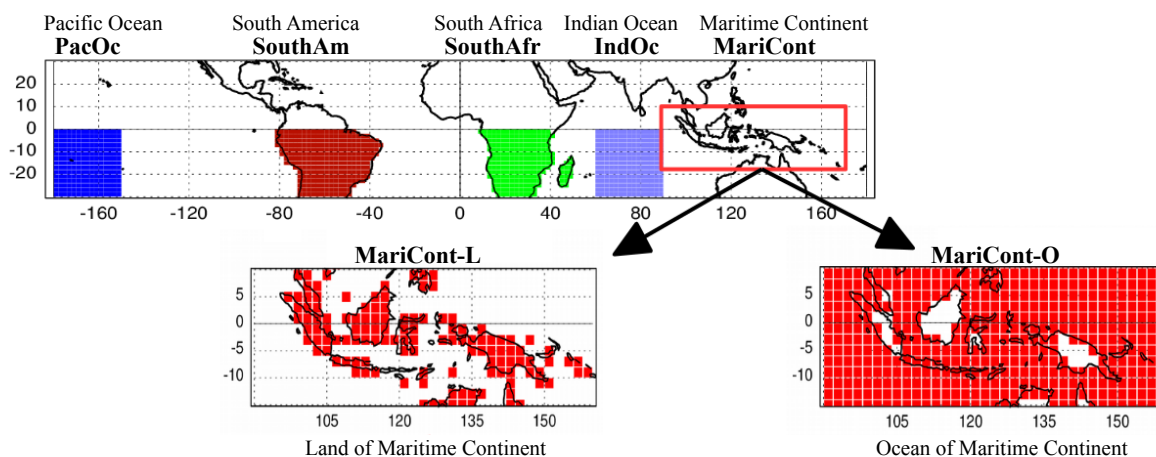 Pacific Ocean South America South Africa Indian Ocean Maritime Continent
PacOc SouthAm SouthAfr IndOc MariCont
20
10
0
-10
-20
-160 -120 -80 -40 0 40 80 120 160
MariCont-L MariCont-O
5 5
0 0
-5 -5
-10 -10
105 120 135 150 105 120 135 150
Land of Maritime Continent Ocean of Maritime Continent